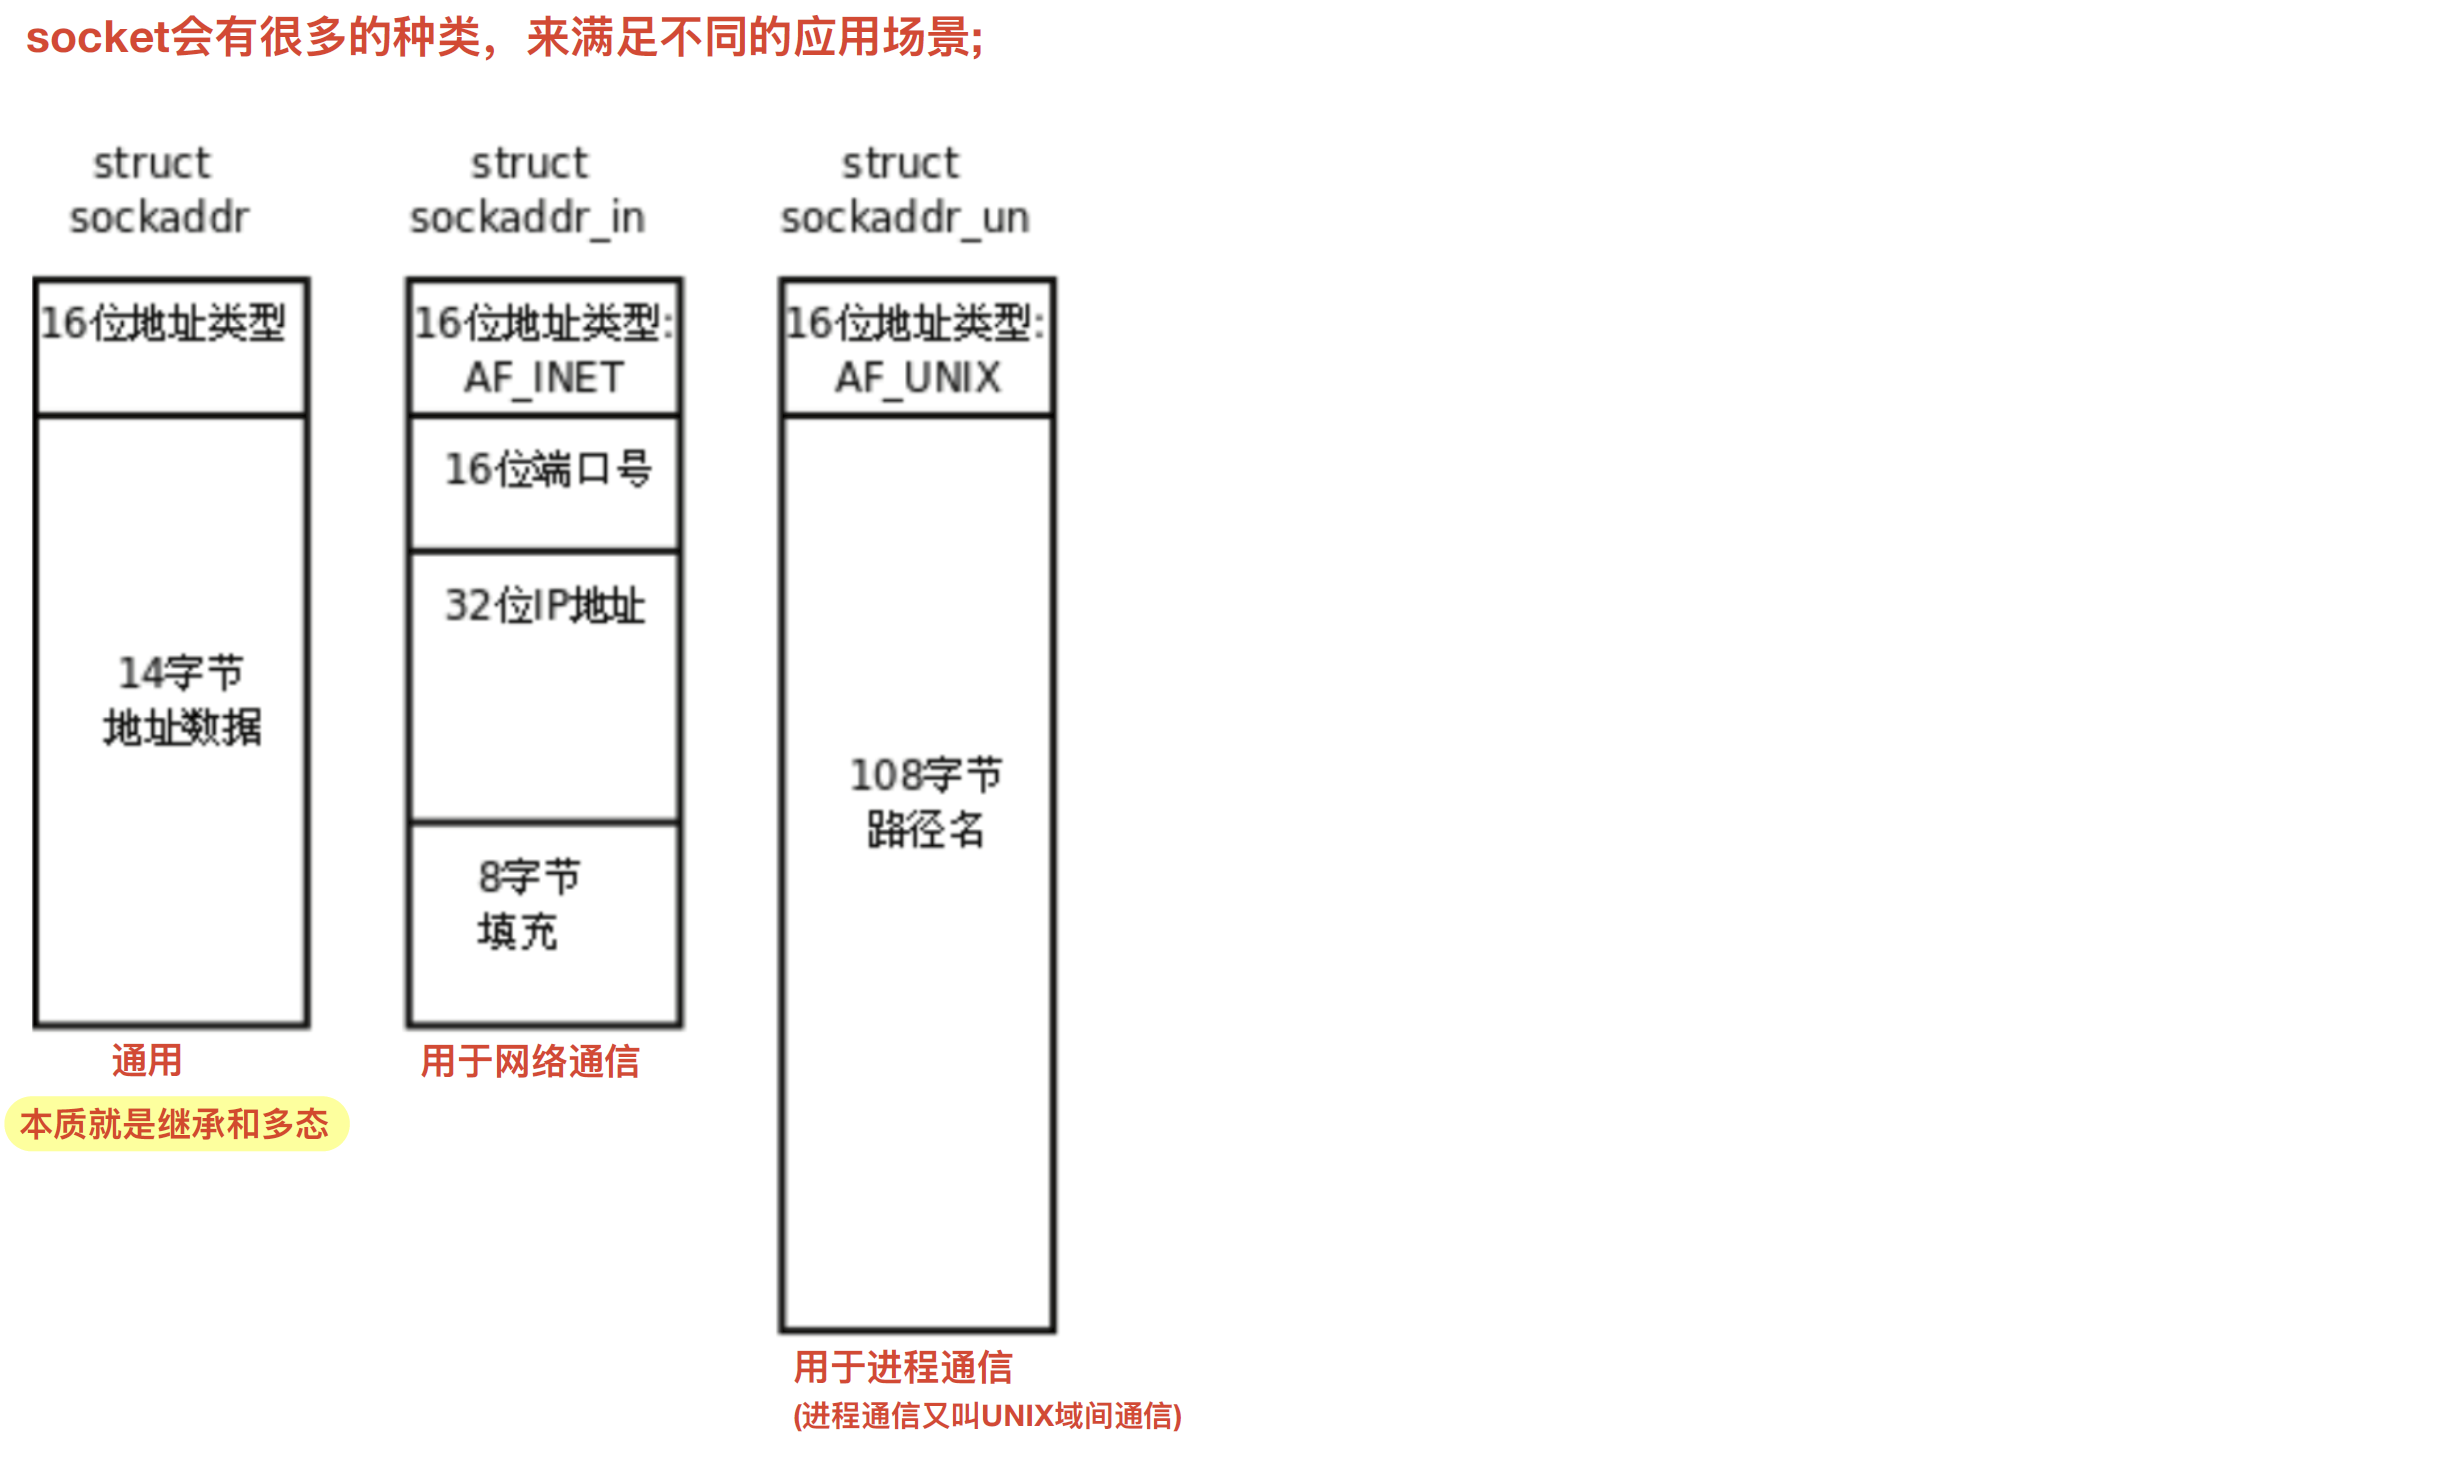 socket会有很多的种类，来满足不同的应用场景;
struct
sockaddr
16位地址类型
14字节
地址数据
通用
本质就是继承和多态
struct
sockaddr_in
16位地址类型:
AF_INET
16位端口号
32位IP地址
8字节
填充
用于网络通信
struct
sockaddr_un
16位地址类型:
AF_UNIX
108字节
路径名
用于进程通信
(进程通信又叫UNIX域间通信)